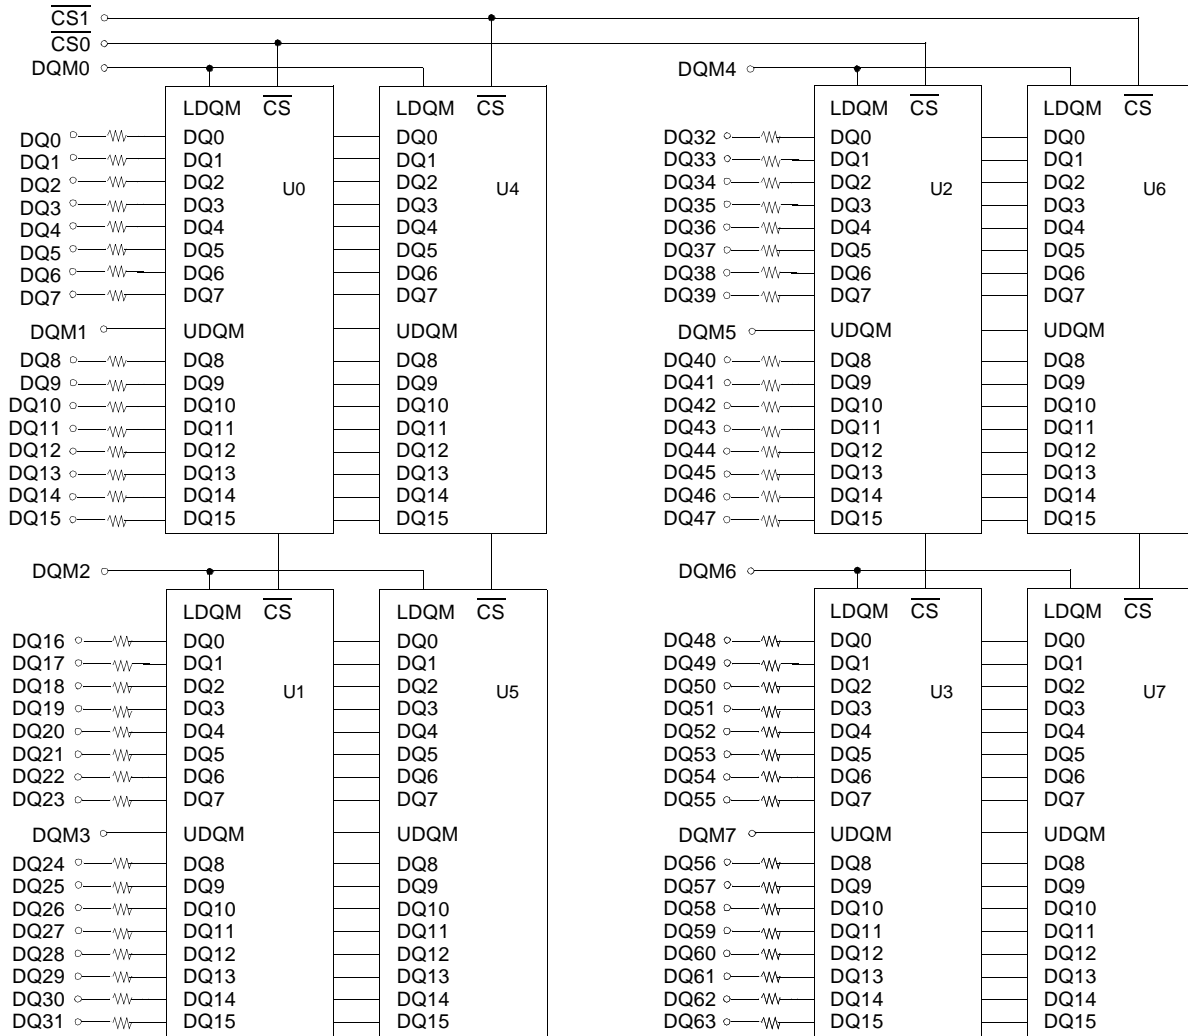 CS1
CS0
DQM0 DQM4
LDQM CS LDQM CS LDQM CS LDQM CS
DQ0 DQ0 DQ0 DQ32 DQ0 DQ0
DQ1 DQ1 DQ1 DQ33 DQ1 DQ1
DQ2 DQ2 U0 DQ2 U4 DQ34 DQ2 U2 DQ2 U6
DQ3 DQ3 DQ3 DQ35 DQ3 DQ3
DQ4 DQ4 DQ4 DQ36 DQ4 DQ4
DQ5 DQ5 DQ5 DQ37 DQ5 DQ5
DQ6 DQ6 DQ6 DQ38 DQ6 DQ6
DQ7 DQ7 DQ7 DQ39 DQ7 DQ7
DQM1 UDQM UDQM DQM5 UDQM UDQM
DQ8 DQ8 DQ8 DQ40 DQ8 DQ8
DQ9 DQ9 DQ9 DQ41 DQ9 DQ9
DQ10 DQ10 DQ10 DQ42 DQ10 DQ10
DQ11 DQ11 DQ11 DQ43 DQ11 DQ11
DQ12 DQ12 DQ12 DQ44 DQ12 DQ12
DQ13 DQ13 DQ13 DQ45 DQ13 DQ13
DQ14 DQ14 DQ14 DQ46 DQ14 DQ14
DQ15 DQ15 DQ15 DQ47 DQ15 DQ15
DQM2 DQM6
LDQM CS LDQM CS LDQM CS LDQM CS
DQ16 DQ0 DQ0 DQ48 DQ0 DQ0
DQ17 DQ1 DQ1 DQ49 DQ1 DQ1
DQ18 DQ2 U1 DQ2 U5 DQ50 DQ2 U3 DQ2 U7
DQ19 DQ3 DQ3 DQ51 DQ3 DQ3
DQ20 DQ4 DQ4 DQ52 DQ4 DQ4
DQ21 DQ5 DQ5 DQ53 DQ5 DQ5
DQ22 DQ6 DQ6 DQ54 DQ6 DQ6
DQ23 DQ7 DQ7 DQ55 DQ7 DQ7
DQM3 UDQM UDQM DQM7 UDQM UDQM
DQ24 DQ8 DQ8 DQ56 DQ8 DQ8
DQ25 DQ9 DQ9 DQ57 DQ9 DQ9
DQ26 DQ10 DQ10 DQ58 DQ10 DQ10
DQ27 DQ11 DQ11 DQ59 DQ11 DQ11
DQ28 DQ12 DQ12 DQ60 DQ12 DQ12
DQ29 DQ13 DQ13 DQ61 DQ13 DQ13
DQ30 DQ14 DQ14 DQ62 DQ14 DQ14
DQ31 DQ15 DQ15 DQ63 DQ15 DQ15